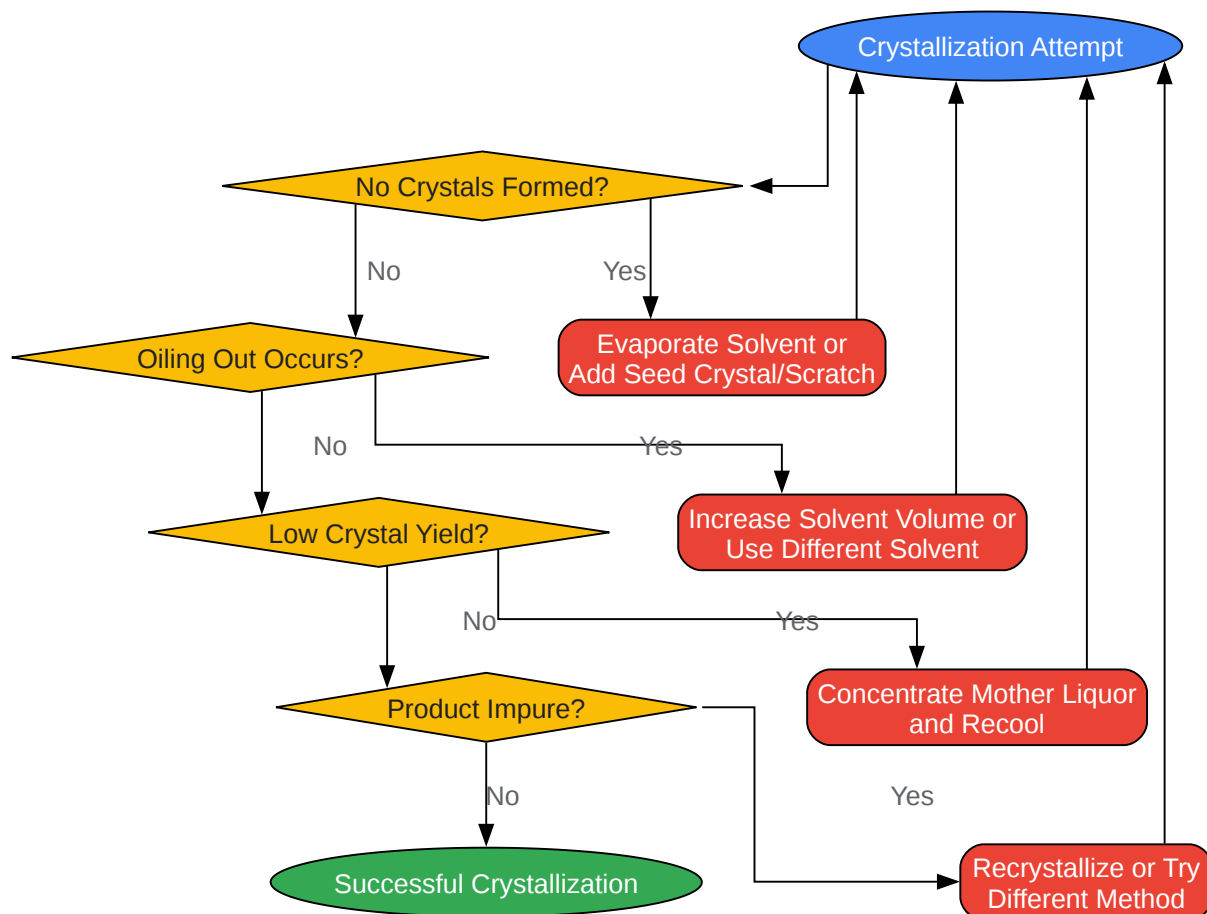 Crystallization Attempt
No Crystals Formed?
No
Yes
Evaporate Solvent or
Add Seed Crystal/Scratch
Oiling Out Occurs?
No
Yes
Increase Solvent Volume or
Use Different Solvent
Low Crystal Yield?
No
Yes
Concentrate Mother Liquor
and Recool
Product Impure?
No
Yes
Successful Crystallization
Recrystallize or Try
Different Method